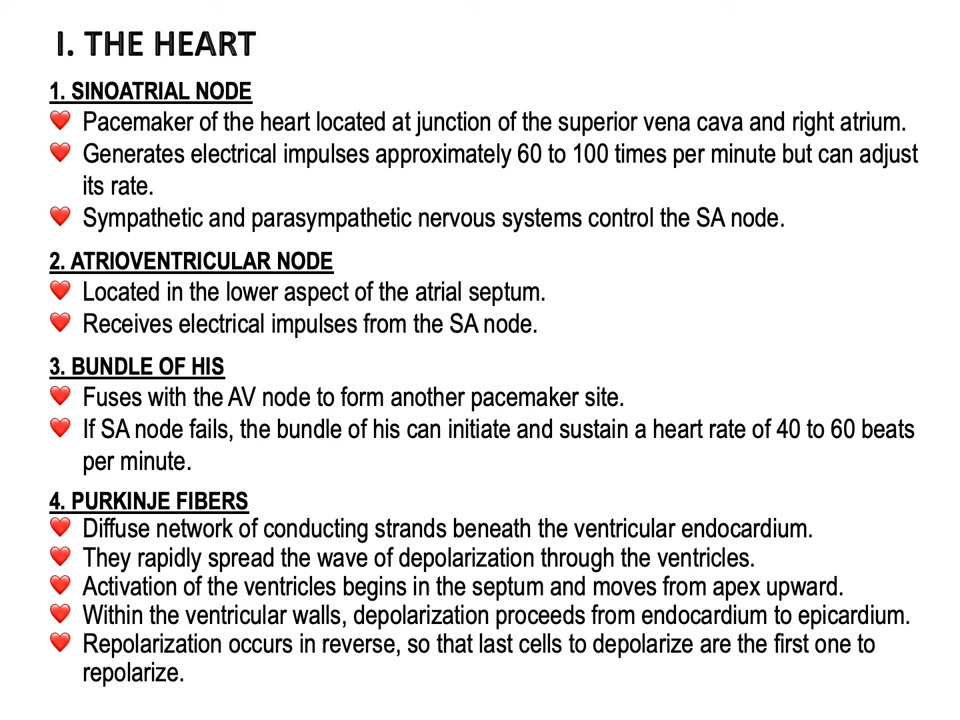 I. THE HEART
1. SINOATRIAL NODE
❤️ Pacemaker of the heart located at junction of the superior vena cava and right atrium.
❤️ Generates electrical impulses approximately 60 to 100 times per minute but can adjust
its rate.
❤️ Sympathetic and parasympathetic nervous systems control the SA node.
2. ATRIOVENTRICULAR NODE
❤️ Located in the lower aspect of the atrial septum.
❤️ Receives electrical impulses from the SA node.
3. BUNDLE OF HIS
❤️ Fuses with the AV node to form another pacemaker site.
❤️ If SA node fails, the bundle of his can initiate and sustain a heart rate of 40 to 60 beats
per minute.
4. PURKINJE FIBERS
❤️ Diffuse network of conducting strands beneath the ventricular endocardium.
❤️ They rapidly spread the wave of depolarization through the ventricles.
❤️ Activation of the ventricles begins in the septum and moves from apex upward.
❤️ Within the ventricular walls, depolarization proceeds from endocardium to epicardium.
❤️ Repolarization occurs in reverse, so that last cells to depolarize are the first one to
repolarize.